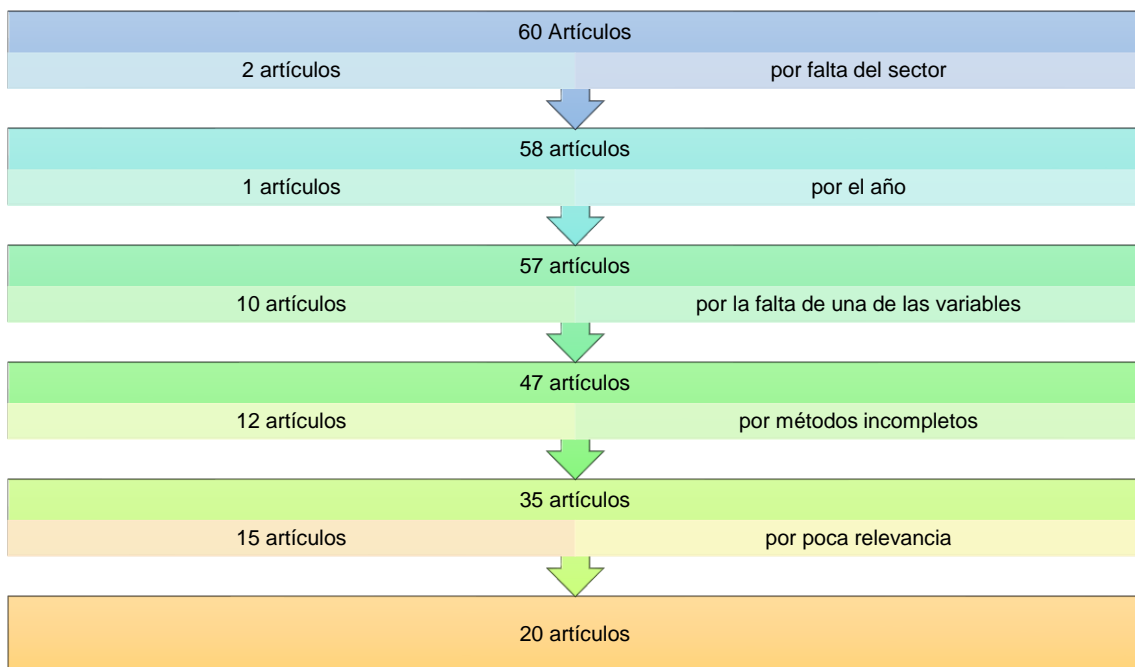 60 Artículos
2 artículos por falta del sector
58 artículos
1 artículos por el año
57 artículos
10 artículos por la falta de una de las variables
47 artículos
12 artículos por métodos incompletos
35 artículos
15 artículos por poca relevancia
20 artículos